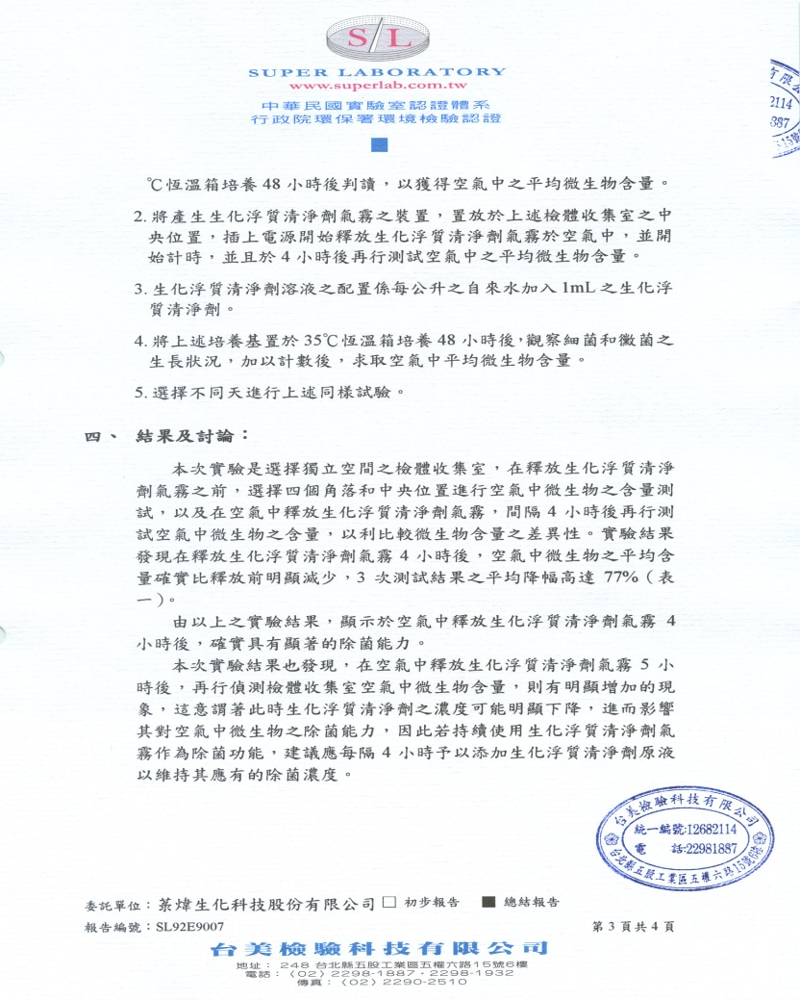 S/L
SUPER LABORATORY
www.superlab.com.tw
中華民國實驗室認證體系
行政院環保署環境檢驗認證
有限公
2114
887
15號
℃恆溫箱培養 48 小時後判讀，以獲得空氣中之平均微生物含量。
2. 將產生生化浮質清淨劑氣霧之裝置，置放於上述檢體收集室之中
央位置，插上電源開始釋放生化浮質清淨劑氣霧於空氣中，並開
始計時，並且於 4 小時後再行測試空氣中之平均微生物含量。
3. 生化浮質清淨劑溶液之配置係每公升之自來水加入 1mL 之生化浮
質清淨劑。
4. 將上述培養基置於 35℃恆溫箱培養 48 小時後，觀察細菌和黴菌之
生長狀況，加以計數後，求取空氣中平均微生物含量。
5. 選擇不同天進行上述同樣試驗。
四、 結果及討論：
本次實驗是選擇獨立空間之檢體收集室，在釋放生化浮質清淨
劑氣霧之前，選擇四個角落和中央位置進行空氣中微生物之含量測
試，以及在空氣中釋放生化浮質清淨劑氣霧，間隔 4 小時後再行測
試空氣中微生物之含量，以利比較微生物含量之差異性。實驗結果
發現在釋放生化浮質清淨劑氣霧 4 小時後，空氣中微生物之平均含
量確實比釋放前明顯減少，3 次測試結果之平均降幅高達 77%（表
一）。
由以上之實驗結果，顯示於空氣中釋放生化浮質清淨劑氣霧 4
小時後，確實具有顯著的除菌能力。
本次實驗結果也發現，在空氣中釋放生化浮質清淨劑氣霧 5 小
時後，再行偵測檢體收集室空氣中微生物含量，則有明顯增加的現
象，這意謂著此時生化浮質清淨劑之濃度可能明顯下降，進而影響
其對空氣中微生物之除菌能力，因此若持續使用生化浮質清淨劑氣
霧作為除菌功能，建議應每隔 4 小時予以添加生化浮質清淨劑原液
以維持其應有的除菌濃度。
台美檢驗科技有限公司
統一編號:12682114
電　話:22981887
台北縣五股工業區五權六路15號6樓
委託單位：萘煒生化科技股份有限公司 □ 初步報告 ■ 總結報告
報告編號：SL92E9007
第 3 頁共 4 頁
台美檢驗科技有限公司
地址： 248 台北縣五股工業區五權六路15號6樓
電話：（02）2298-1887・2298-1932
傳真：（02）2290-2510